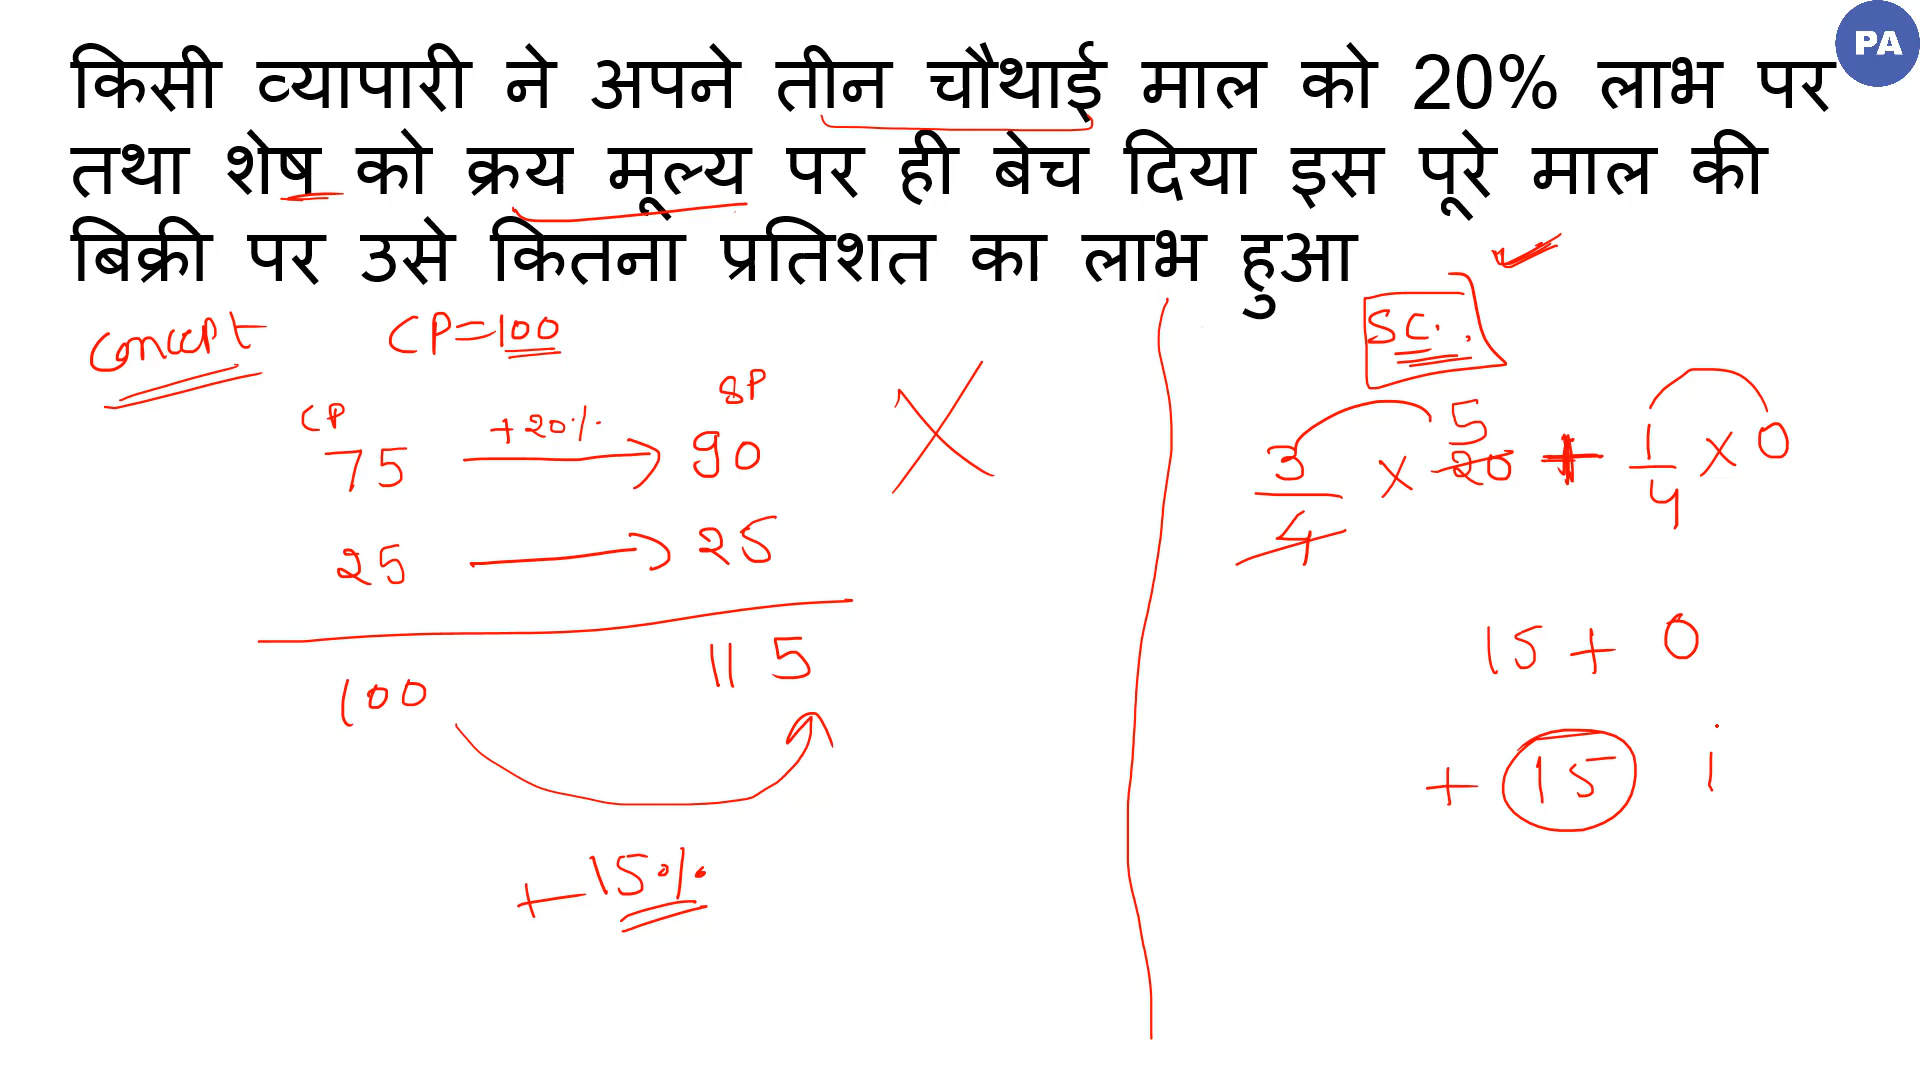 PA
किसी व्यापारी ने अपने तीन चौथाई माल को 20% लाभ पर
तथा शेष को क्रय मूल्य पर ही बेच दिया इस पूरे माल की
बिक्री पर उसे कितना प्रतिशत का लाभ हुआ
Concept CP=100
CP SP
75 +20% 90
25 25
100 115
+15%
SC.
3/4 × 20 5 + 1/4 × 0
15 + 0
+ 15